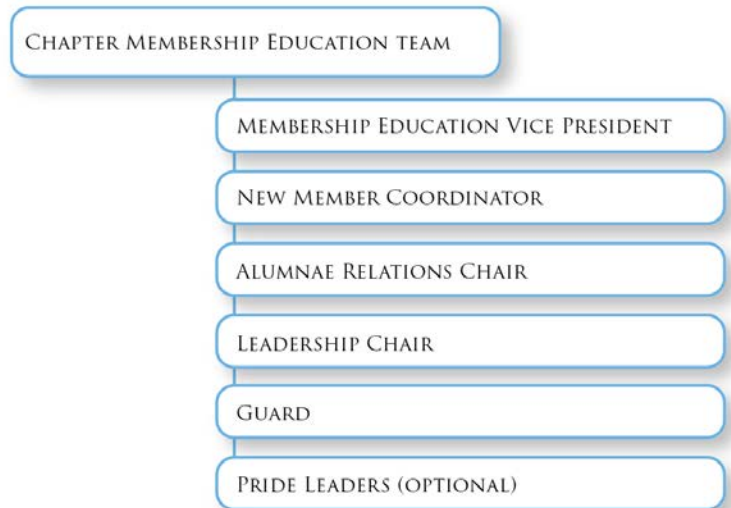 Chapter Membership Education team
Membership Education Vice President
New Member Coordinator
Alumnae Relations Chair
Leadership Chair
Guard
Pride Leaders (optional)